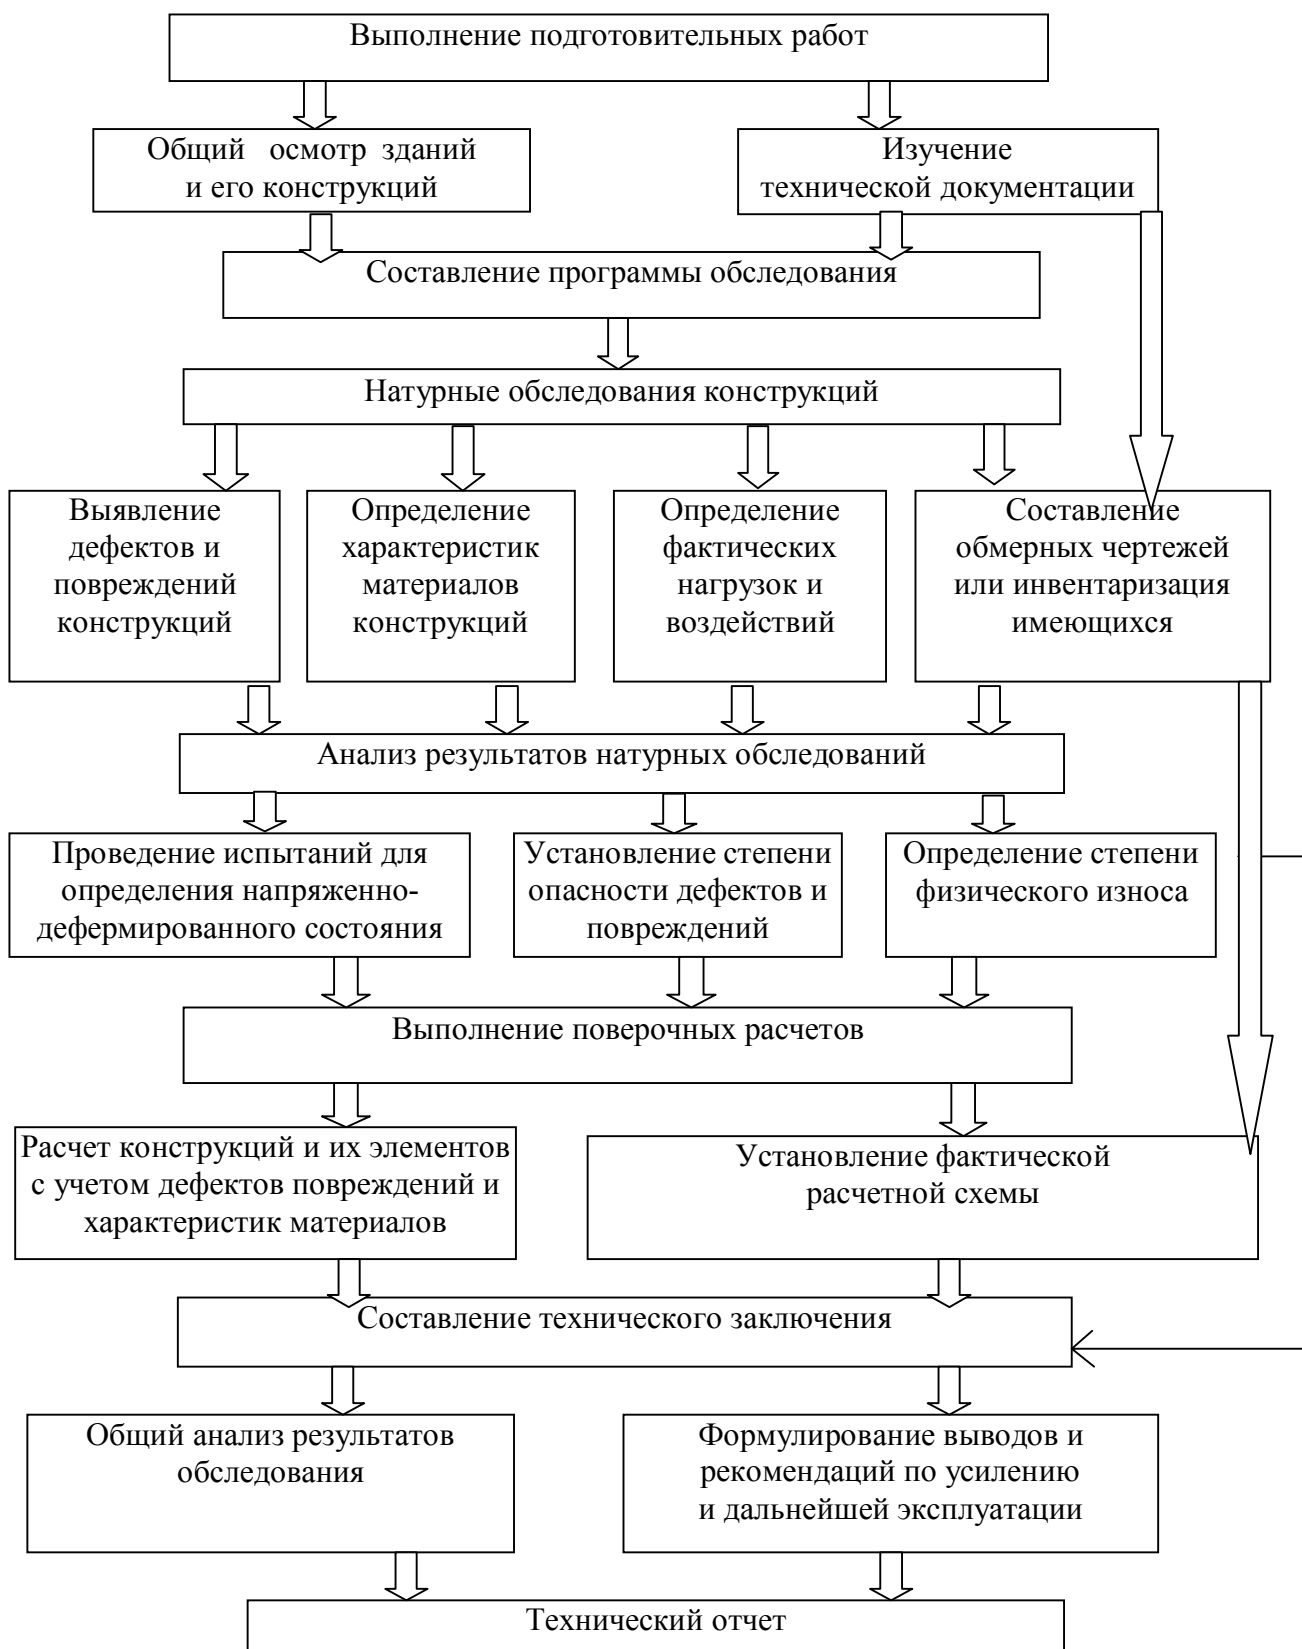 Выполнение подготовительных работ
Общий осмотр зданий
и его конструкций
Изучение
технической документации
Составление программы обследования
Натурные обследования конструкций
Выявление
дефектов и
повреждений
конструкций
Определение
характеристик
материалов
конструкций
Определение
фактических
нагрузок и
воздействий
Составление
обмерных чертежей
или инвентаризация
имеющихся
Анализ результатов натурных обследований
Проведение испытаний для
определения напряженно-
дефермированного состояния
Установление степени
опасности дефектов и
повреждений
Определение степени
физического износа
Выполнение поверочных расчетов
Расчет конструкций и их элементов
с учетом дефектов повреждений и
характеристик материалов
Установление фактической
расчетной схемы
Составление технического заключения
Общий анализ результатов
обследования
Формулирование выводов и
рекомендаций по усилению
и дальнейшей эксплуатации
Технический отчет